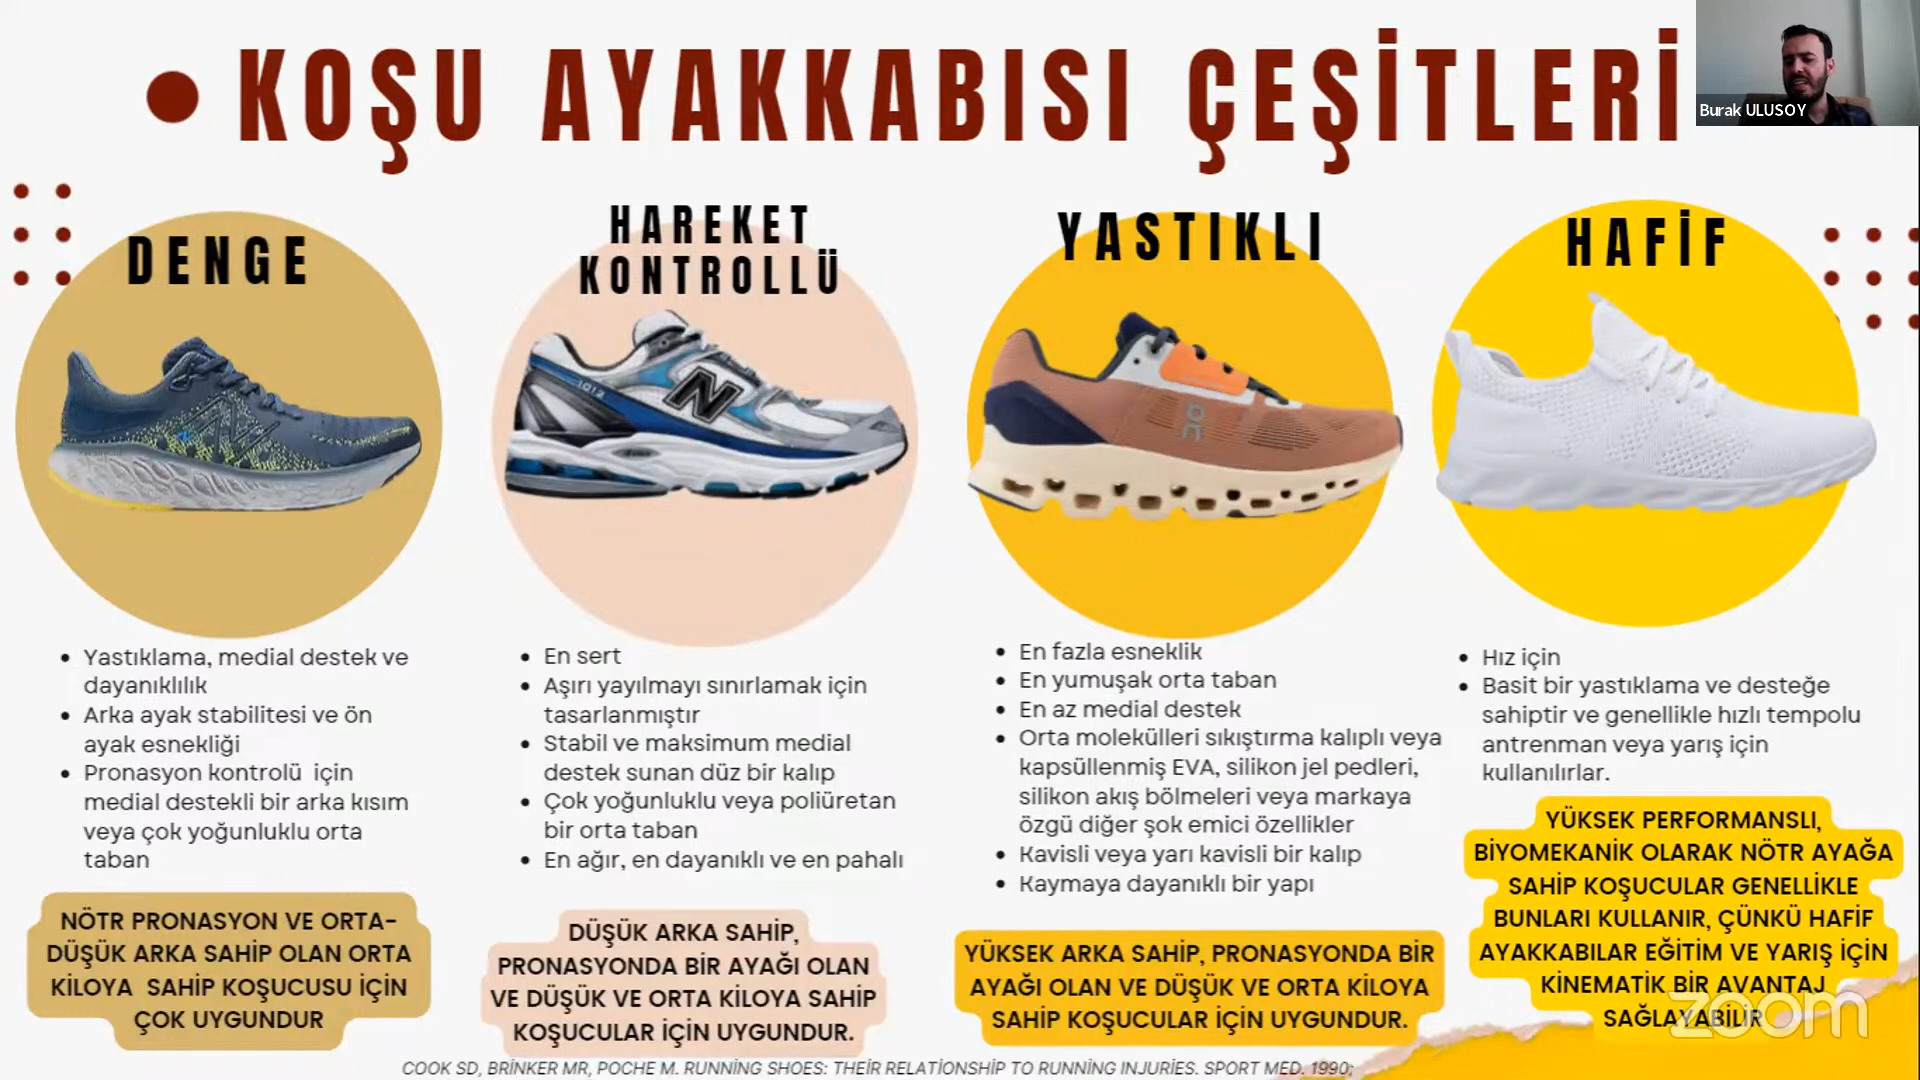 • KOŞU AYAKKABISI ÇEŞİTLERİ
Burak ULUSOY
DENGE
• Yastıklama, medial destek ve
dayanıklılık
• Arka ayak stabilitesi ve ön
ayak esnekliği
• Pronasyon kontrolü için
medial destekli bir arka kısım
veya çok yoğunluklu orta
taban
NÖTR PRONASYON VE ORTA-
DÜŞÜK ARKA SAHİP OLAN ORTA
KİLOYA SAHİP KOŞUCUSU İÇİN
ÇOK UYGUNDUR
HAREKET
KONTROLLÜ
1012
N
• En sert
• Aşırı yayılmayı sınırlamak için
tasarlanmıştır
• Stabil ve maksimum medial
destek sunan düz bir kalıp
• Çok yoğunluklu veya poliüretan
bir orta taban
• En ağır, en dayanıklı ve en pahalı
DÜŞÜK ARKA SAHİP,
PRONASYONDA BİR AYAĞI OLAN
VE DÜŞÜK VE ORTA KİLOYA SAHİP
KOŞUCULAR İÇİN UYGUNDUR.
YASTIKLI
on
• En fazla esneklik
• En yumuşak orta taban
• En az medial destek
• Orta molekülleri sıkıştırma kalıplı veya
kapsüllenmiş EVA, silikon jel pedleri,
silikon akış bölmeleri veya markaya
özgü diğer şok emici özellikler
• Kavisli veya yarı kavisli bir kalıp
• Kaymaya dayanıklı bir yapı
YÜKSEK ARKA SAHİP, PRONASYONDA BİR
AYAĞI OLAN VE DÜŞÜK VE ORTA KİLOYA
SAHİP KOŞUCULAR İÇİN UYGUNDUR.
HAFİF
• Hız için
• Basit bir yastıklama ve desteğe
sahiptir ve genellikle hızlı tempolu
antrenman veya yarış için
kullanılırlar.
YÜKSEK PERFORMANSLI,
BİYOMEKANİK OLARAK NÖTR AYAĞA
SAHİP KOŞUCULAR GENELLİKLE
BUNLARI KULLANIR, ÇÜNKÜ HAFİF
AYAKKABILAR EĞİTİM VE YARIŞ İÇİN
KİNEMATİK BİR AVANTAJ
SAĞLAYABİLİR
zoom
COOK SD, BRİNKER MR, POCHE M. RUNNİNG SHOES: THEİR RELATİONSHİP TO RUNNİNG INJURİES. SPORT MED. 1990;